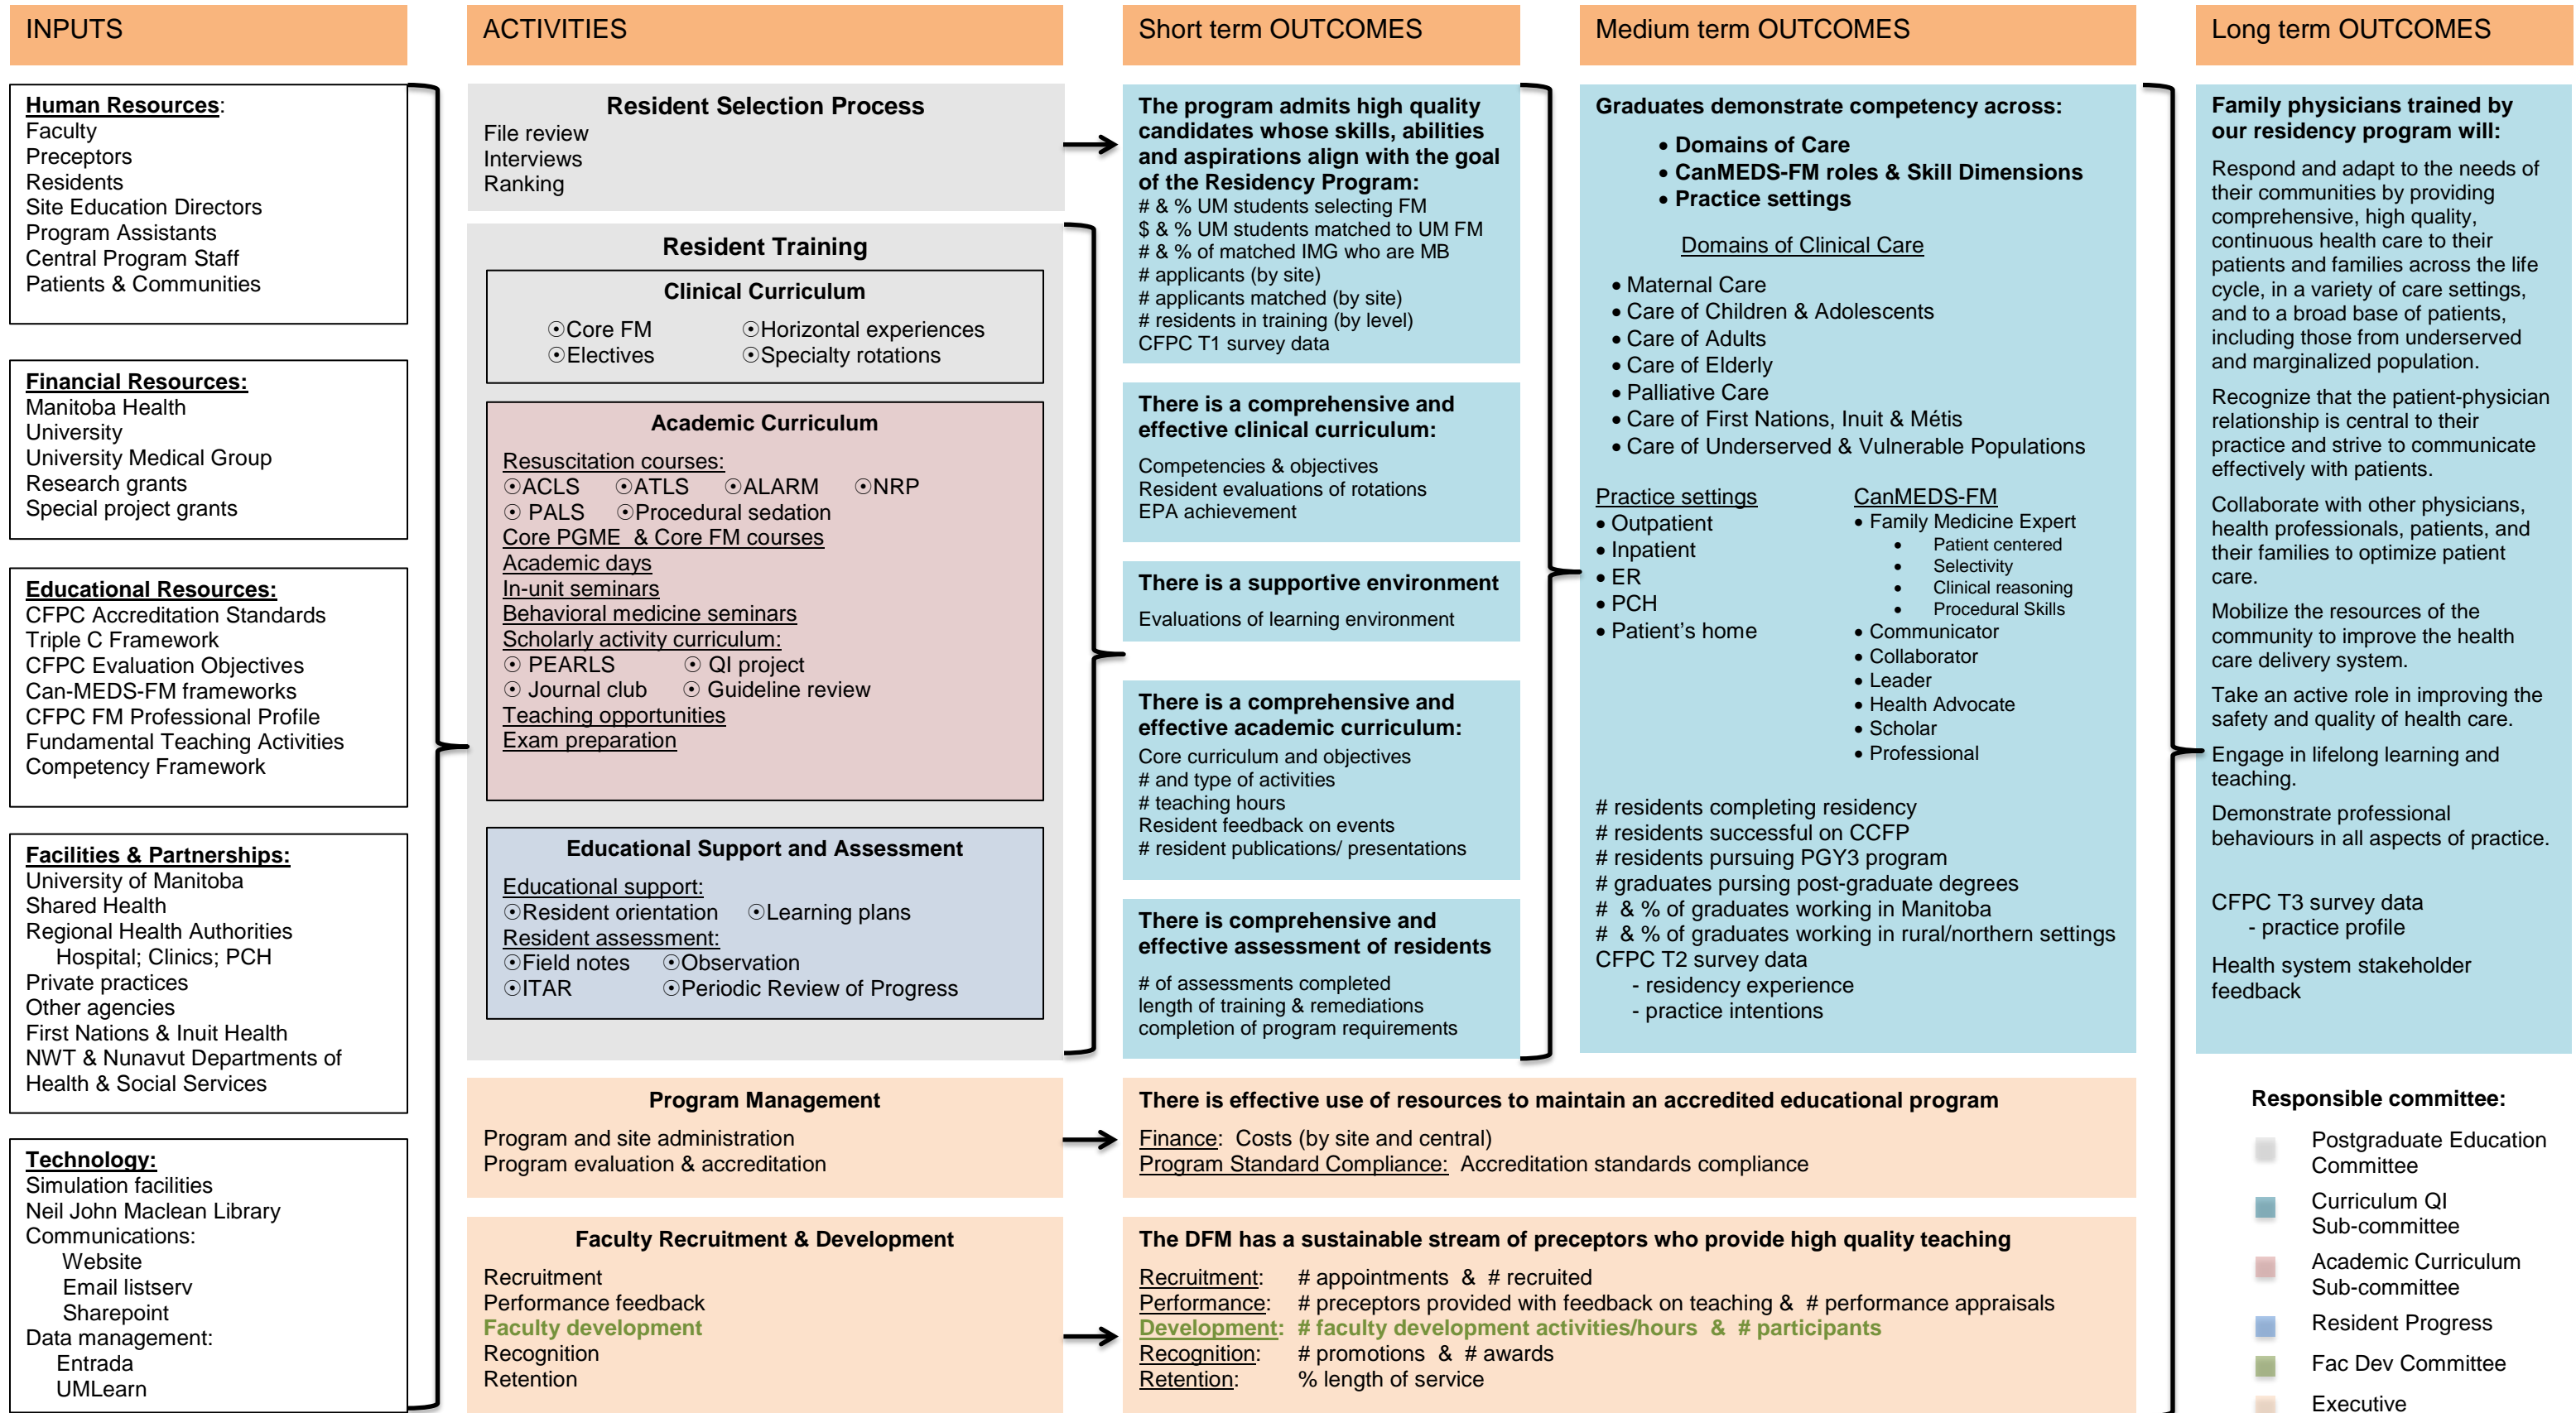 INPUTS
Human Resources:
Faculty
Preceptors
Residents
Site Education Directors
Program Assistants
Central Program Staff
Patients & Communities
Financial Resources:
Manitoba Health
University
University Medical Group
Research grants
Special project grants
Educational Resources:
CFPC Accreditation Standards
Triple C Framework
CFPC Evaluation Objectives
Can-MEDS-FM frameworks
CFPC FM Professional Profile
Fundamental Teaching Activities
Competency Framework
Facilities & Partnerships:
University of Manitoba
Shared Health
Regional Health Authorities
Hospital; Clinics; PCH
Private practices
Other agencies
First Nations & Inuit Health
NWT & Nunavut Departments of
Health & Social Services
Technology:
Simulation facilities
Neil John Maclean Library
Communications:
Website
Email listserv
Sharepoint
Data management:
Entrada
UMLearn
ACTIVITIES
Resident Selection Process
File review
Interviews
Ranking
Resident Training
Clinical Curriculum
⊙Core FM ⊙Horizontal experiences
⊙Electives ⊙Specialty rotations
Academic Curriculum
Resuscitation courses:
⊙ACLS ⊙ATLS ⊙ALARM ⊙NRP
⊙ PALS ⊙Procedural sedation
Core PGME & Core FM courses
Academic days
In-unit seminars
Behavioral medicine seminars
Scholarly activity curriculum:
⊙ PEARLS ⊙ QI project
⊙ Journal club ⊙ Guideline review
Teaching opportunities
Exam preparation
Educational Support and Assessment
Educational support:
⊙Resident orientation ⊙Learning plans
Resident assessment:
⊙Field notes ⊙Observation
⊙ITAR ⊙Periodic Review of Progress
Program Management
Program and site administration
Program evaluation & accreditation
Faculty Recruitment & Development
Recruitment
Performance feedback
Faculty development
Recognition
Retention
Short term OUTCOMES
The program admits high quality
candidates whose skills, abilities
and aspirations align with the goal
of the Residency Program:
# & % UM students selecting FM
$ & % UM students matched to UM FM
# & % of matched IMG who are MB
# applicants (by site)
# applicants matched (by site)
# residents in training (by level)
CFPC T1 survey data
There is a comprehensive and
effective clinical curriculum:
Competencies & objectives
Resident evaluations of rotations
EPA achievement
There is a supportive environment
Evaluations of learning environment
There is a comprehensive and
effective academic curriculum:
Core curriculum and objectives
# and type of activities
# teaching hours
Resident feedback on events
# resident publications/ presentations
There is comprehensive and
effective assessment of residents
# of assessments completed
length of training & remediations
completion of program requirements
Medium term OUTCOMES
Graduates demonstrate competency across:
• Domains of Care
• CanMEDS-FM roles & Skill Dimensions
• Practice settings
Domains of Clinical Care
• Maternal Care
• Care of Children & Adolescents
• Care of Adults
• Care of Elderly
• Palliative Care
• Care of First Nations, Inuit & Métis
• Care of Underserved & Vulnerable Populations
Practice settings
• Outpatient
• Inpatient
• ER
• PCH
• Patient's home
CanMEDS-FM
• Family Medicine Expert
• Patient centered
• Selectivity
• Clinical reasoning
• Procedural Skills
• Communicator
• Collaborator
• Leader
• Health Advocate
• Scholar
• Professional
# residents completing residency
# residents successful on CCFP
# residents pursuing PGY3 program
# graduates pursing post-graduate degrees
# & % of graduates working in Manitoba
# & % of graduates working in rural/northern settings
CFPC T2 survey data
- residency experience
- practice intentions
There is effective use of resources to maintain an accredited educational program
Finance: Costs (by site and central)
Program Standard Compliance: Accreditation standards compliance
The DFM has a sustainable stream of preceptors who provide high quality teaching
Recruitment: # appointments & # recruited
Performance: # preceptors provided with feedback on teaching & # performance appraisals
Development: # faculty development activities/hours & # participants
Recognition: # promotions & # awards
Retention: % length of service
Long term OUTCOMES
Family physicians trained by
our residency program will:
Respond and adapt to the needs of
their communities by providing
comprehensive, high quality,
continuous health care to their
patients and families across the life
cycle, in a variety of care settings,
and to a broad base of patients,
including those from underserved
and marginalized population.
Recognize that the patient-physician
relationship is central to their
practice and strive to communicate
effectively with patients.
Collaborate with other physicians,
health professionals, patients, and
their families to optimize patient
care.
Mobilize the resources of the
community to improve the health
care delivery system.
Take an active role in improving the
safety and quality of health care.
Engage in lifelong learning and
teaching.
Demonstrate professional
behaviours in all aspects of practice.
CFPC T3 survey data
- practice profile
Health system stakeholder
feedback
Responsible committee:
Postgraduate Education
Committee
Curriculum QI
Sub-committee
Academic Curriculum
Sub-committee
Resident Progress
Fac Dev Committee
Executive